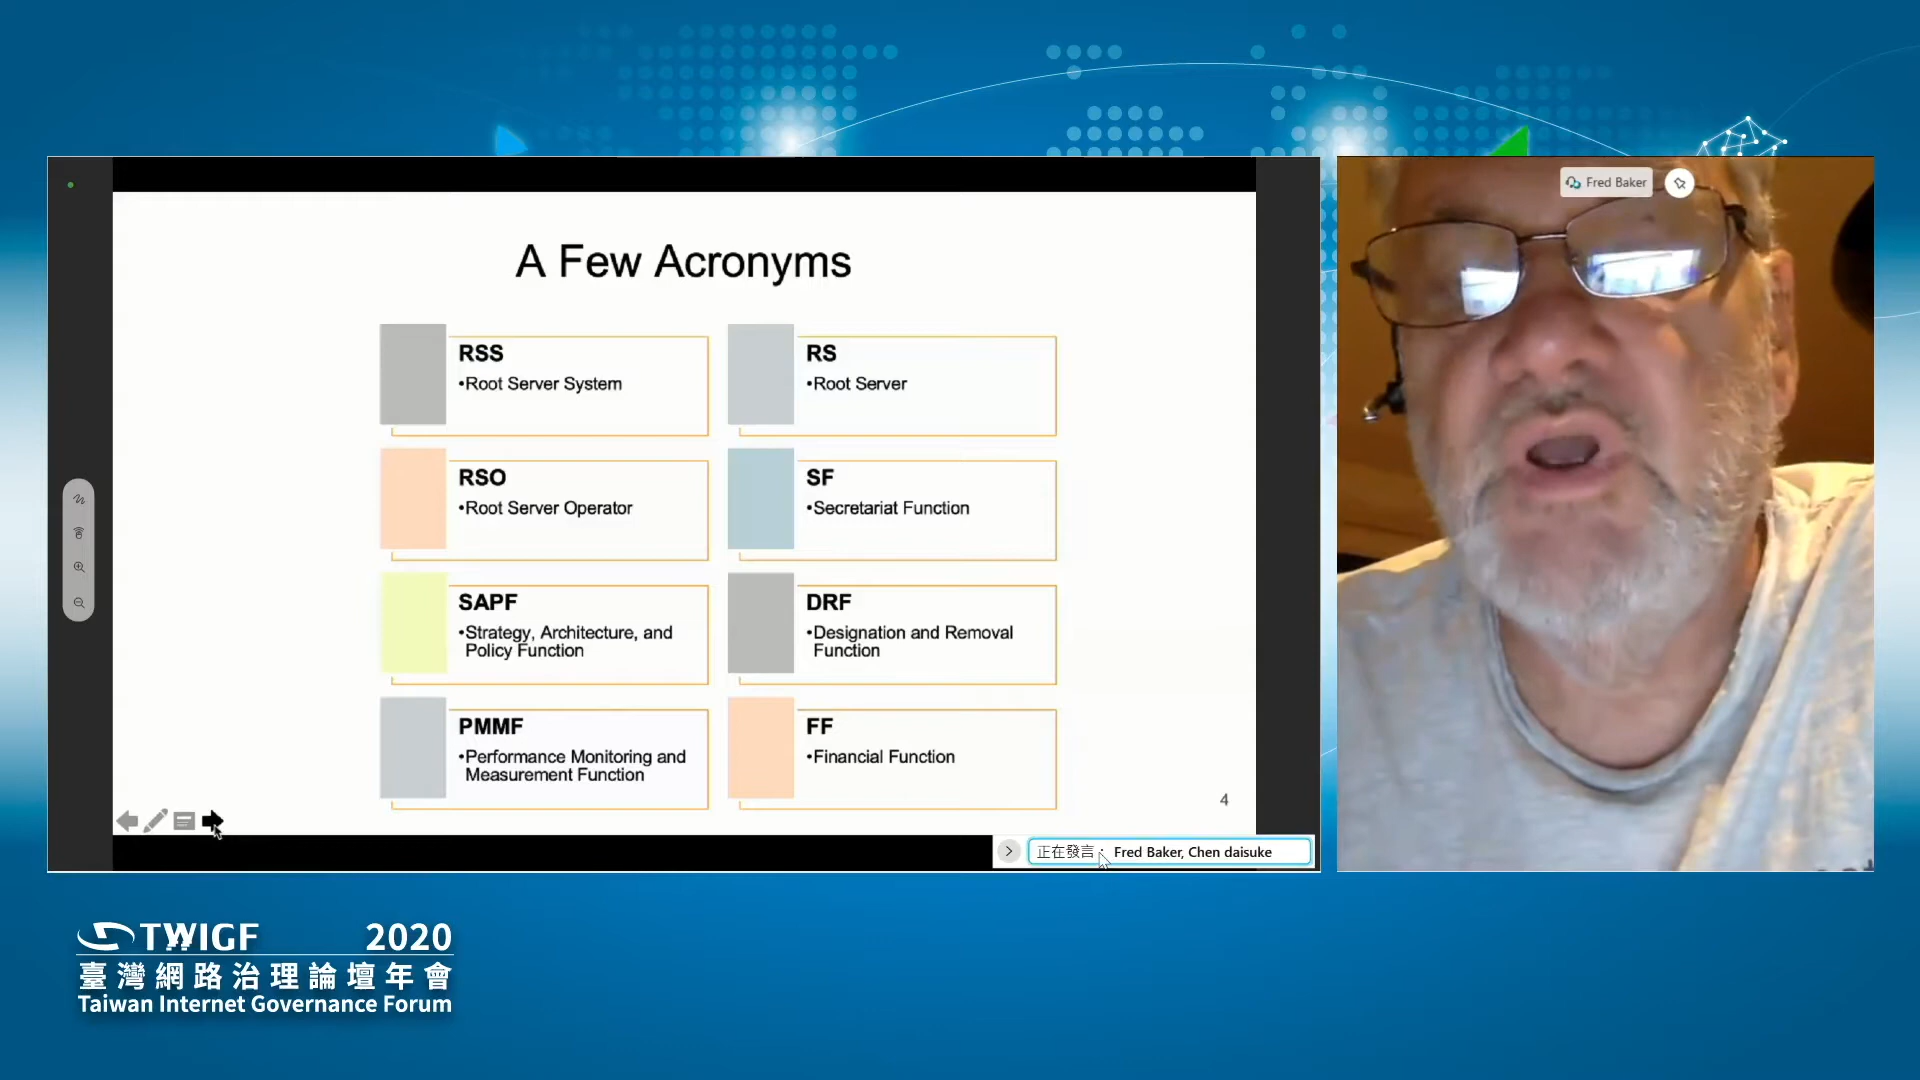 A Few Acronyms
RSS
•Root Server System
RS
•Root Server
RSO
•Root Server Operator
SF
•Secretariat Function
SAPF
•Strategy, Architecture, and
Policy Function
DRF
•Designation and Removal
Function
PMMF
•Performance Monitoring and
Measurement Function
FF
•Financial Function
4
正在發言: Fred Baker, Chen daisuke
Fred Baker
TWIGF 2020
臺灣網路治理論壇年會
Taiwan Internet Governance Forum